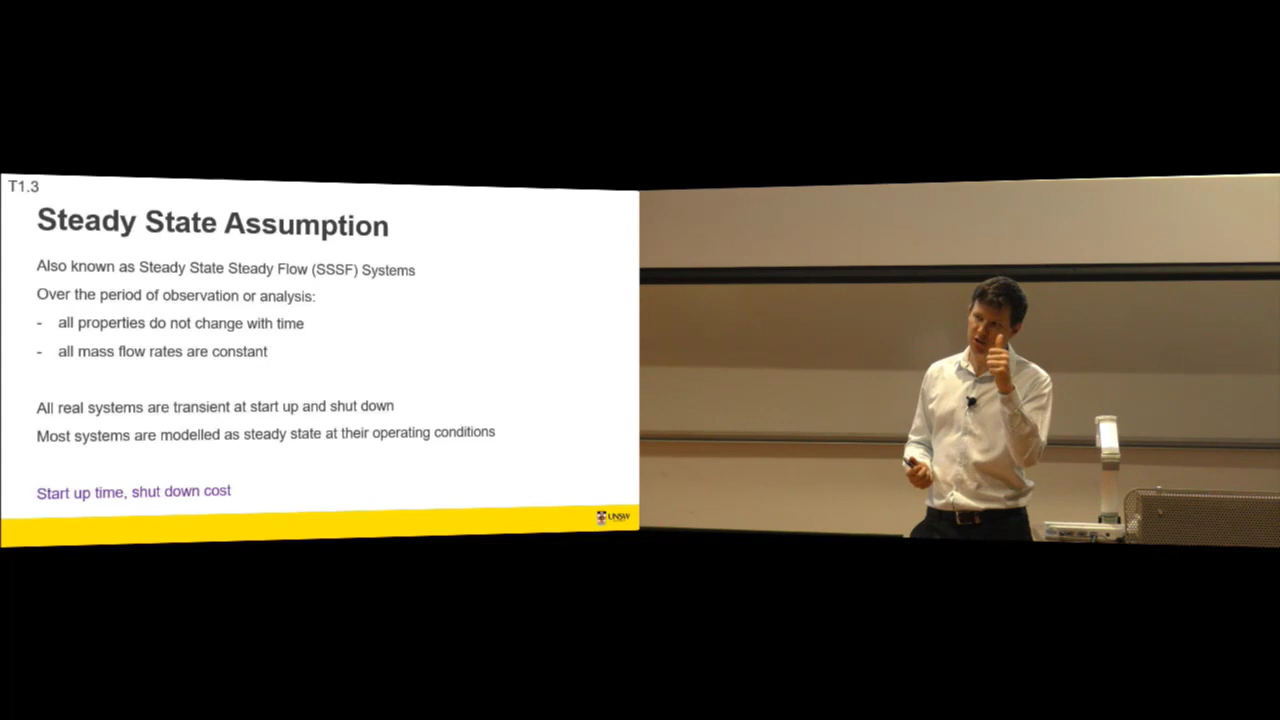 T1.3
Steady State Assumption
Also known as Steady State Steady Flow (SSSF) Systems
Over the period of observation or analysis:
- all properties do not change with time
- all mass flow rates are constant
All real systems are transient at start up and shut down
Most systems are modelled as steady state at their operating conditions
Start up time, shut down cost
UNSW